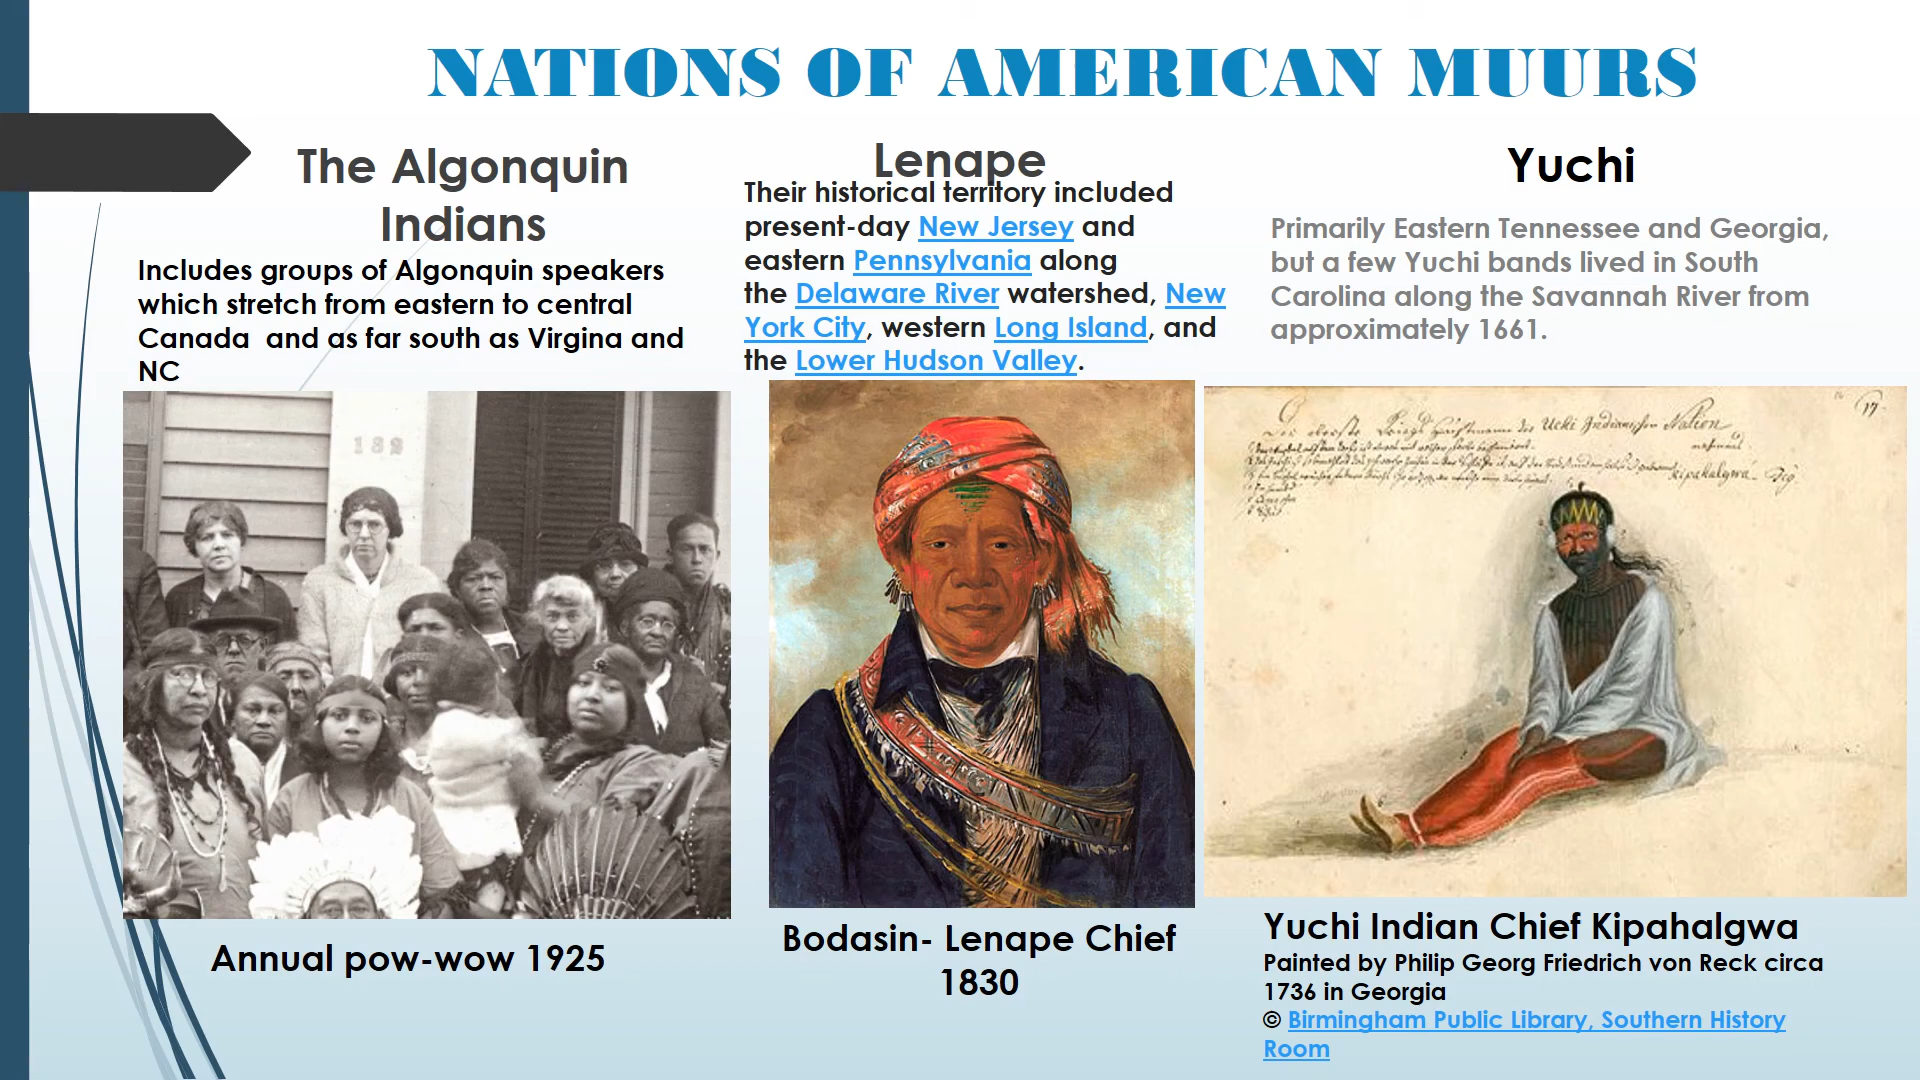 NATIONS OF AMERICAN MUURS
The Algonquin
Indians
Includes groups of Algonquin speakers
which stretch from eastern to central
Canada  and as far south as Virgina and
NC
132
Annual pow-wow 1925
Lenape
Their historical territory included
present-day New Jersey and
eastern Pennsylvania along
the Delaware River watershed, New
York City, western Long Island, and
the Lower Hudson Valley.
Bodasin- Lenape Chief
1830
Yuchi
Primarily Eastern Tennessee and Georgia,
but a few Yuchi bands lived in South
Carolina along the Savannah River from
approximately 1661.
17
Nation
Kipahalgwa
Yuchi Indian Chief Kipahalgwa
Painted by Philip Georg Friedrich von Reck circa
1736 in Georgia
© Birmingham Public Library, Southern History
Room